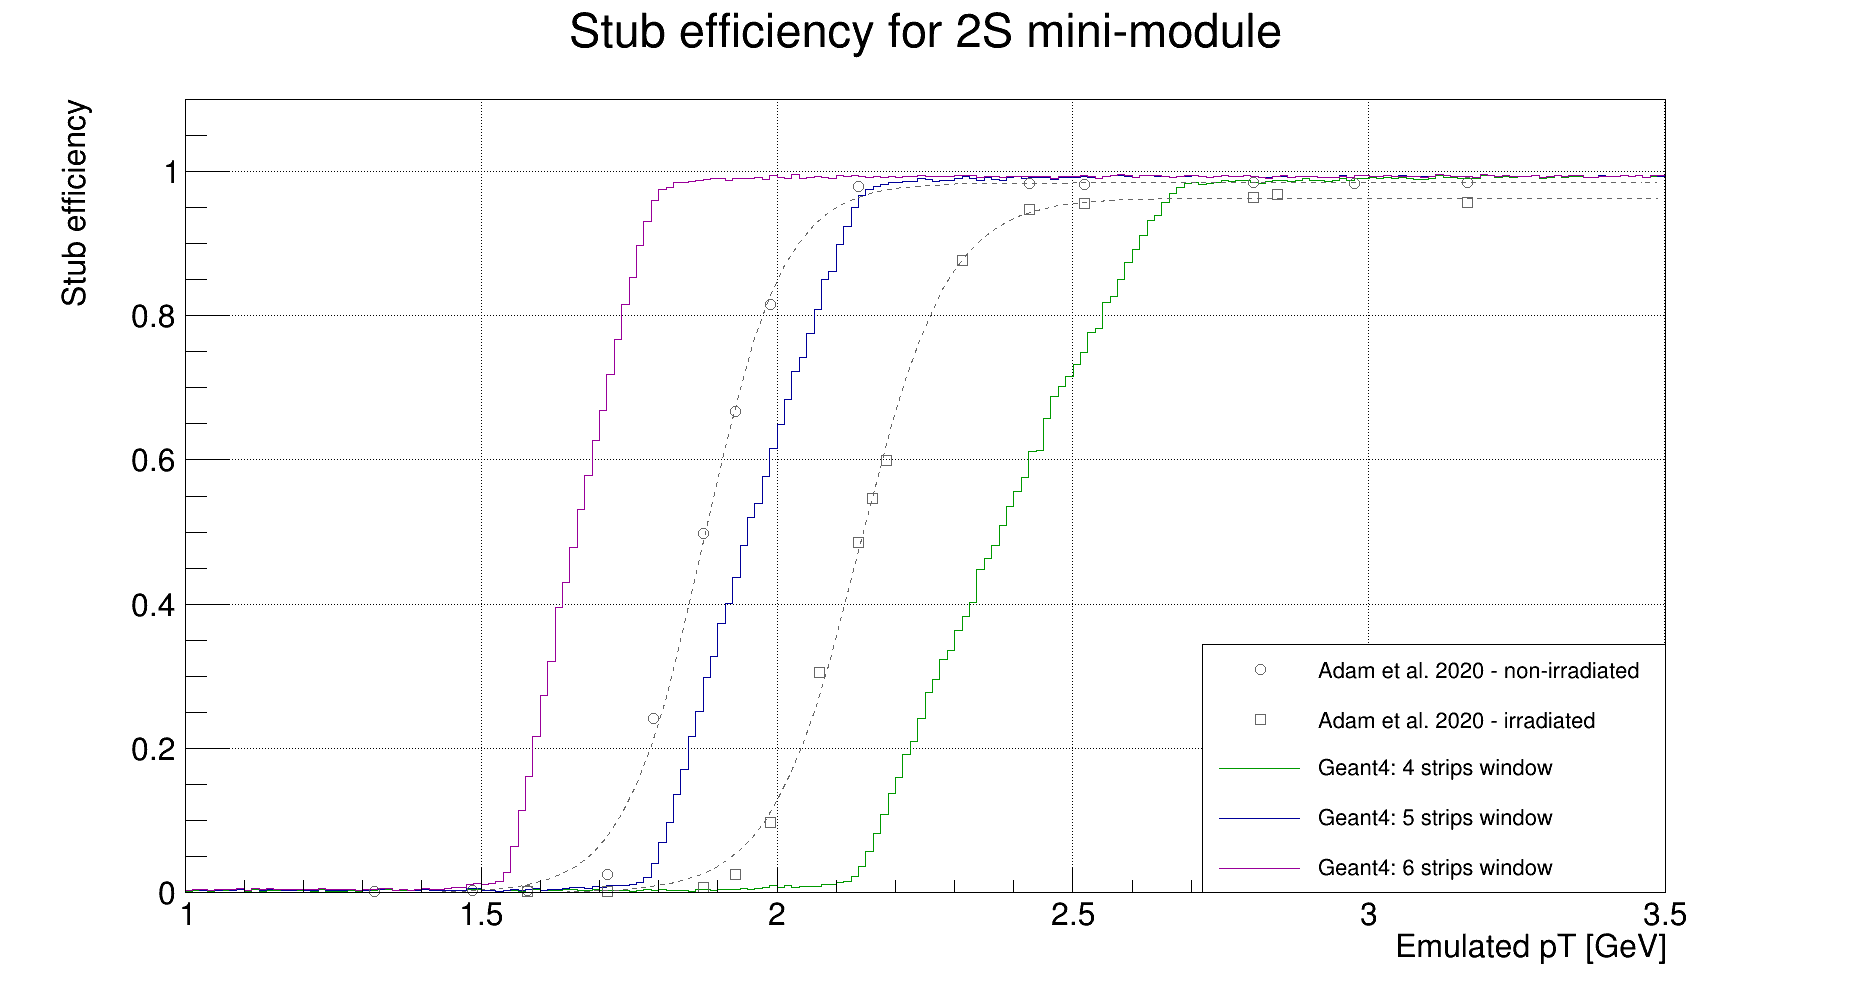 Stub efficiency for 2S mini-module
Stub efficiency
1
0.8
0.6
0.4
0.2
0
1 1.5 2 2.5 3 3.5
Emulated pT [GeV]
Adam et al. 2020 - non-irradiated
Adam et al. 2020 - irradiated
Geant4: 4 strips window
Geant4: 5 strips window
Geant4: 6 strips window